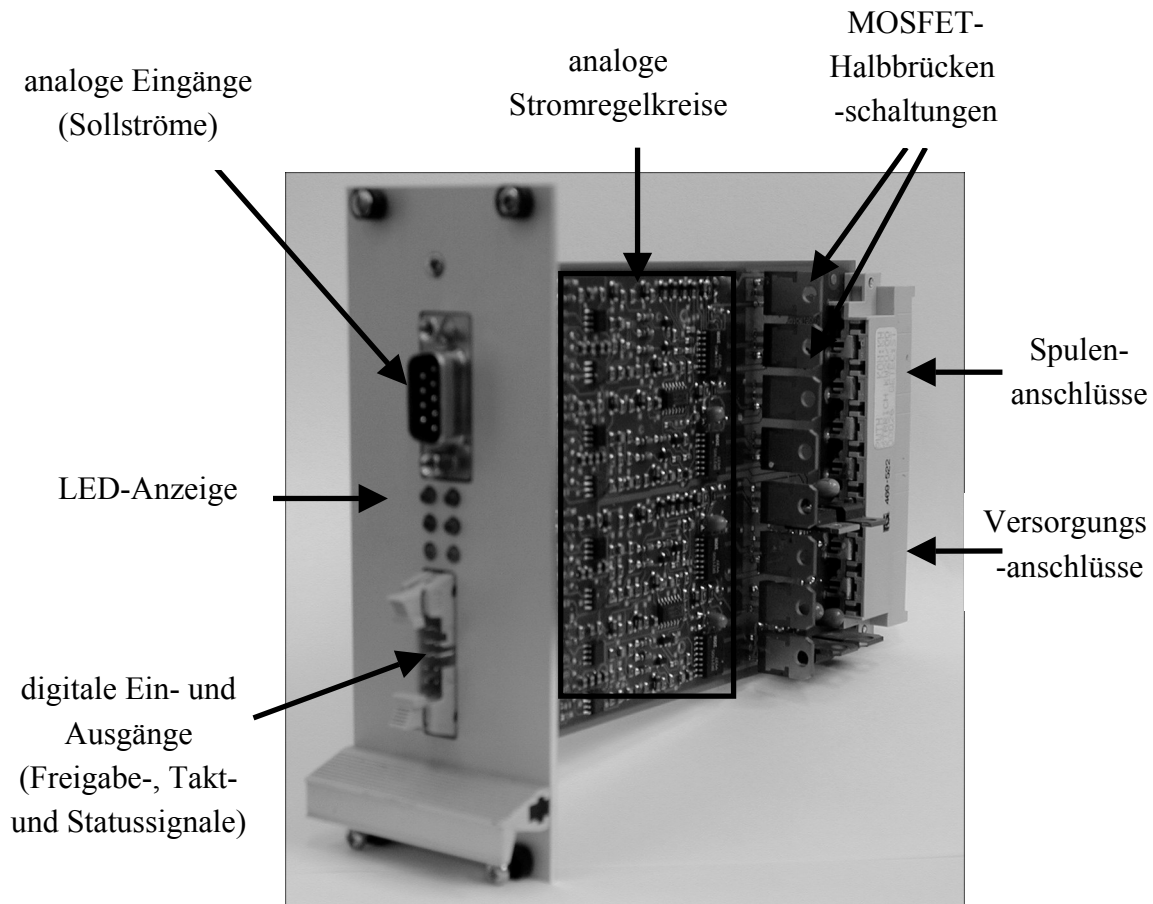 MOSFET-
Halbbrücken
-schaltungen
analoge
Stromregelkreise
analoge Eingänge
(Sollströme)
Spulen-
anschlüsse
LED-Anzeige
Versorgungs
-anschlüsse
digitale Ein- und
Ausgänge
(Freigabe-, Takt-
und Statussignale)